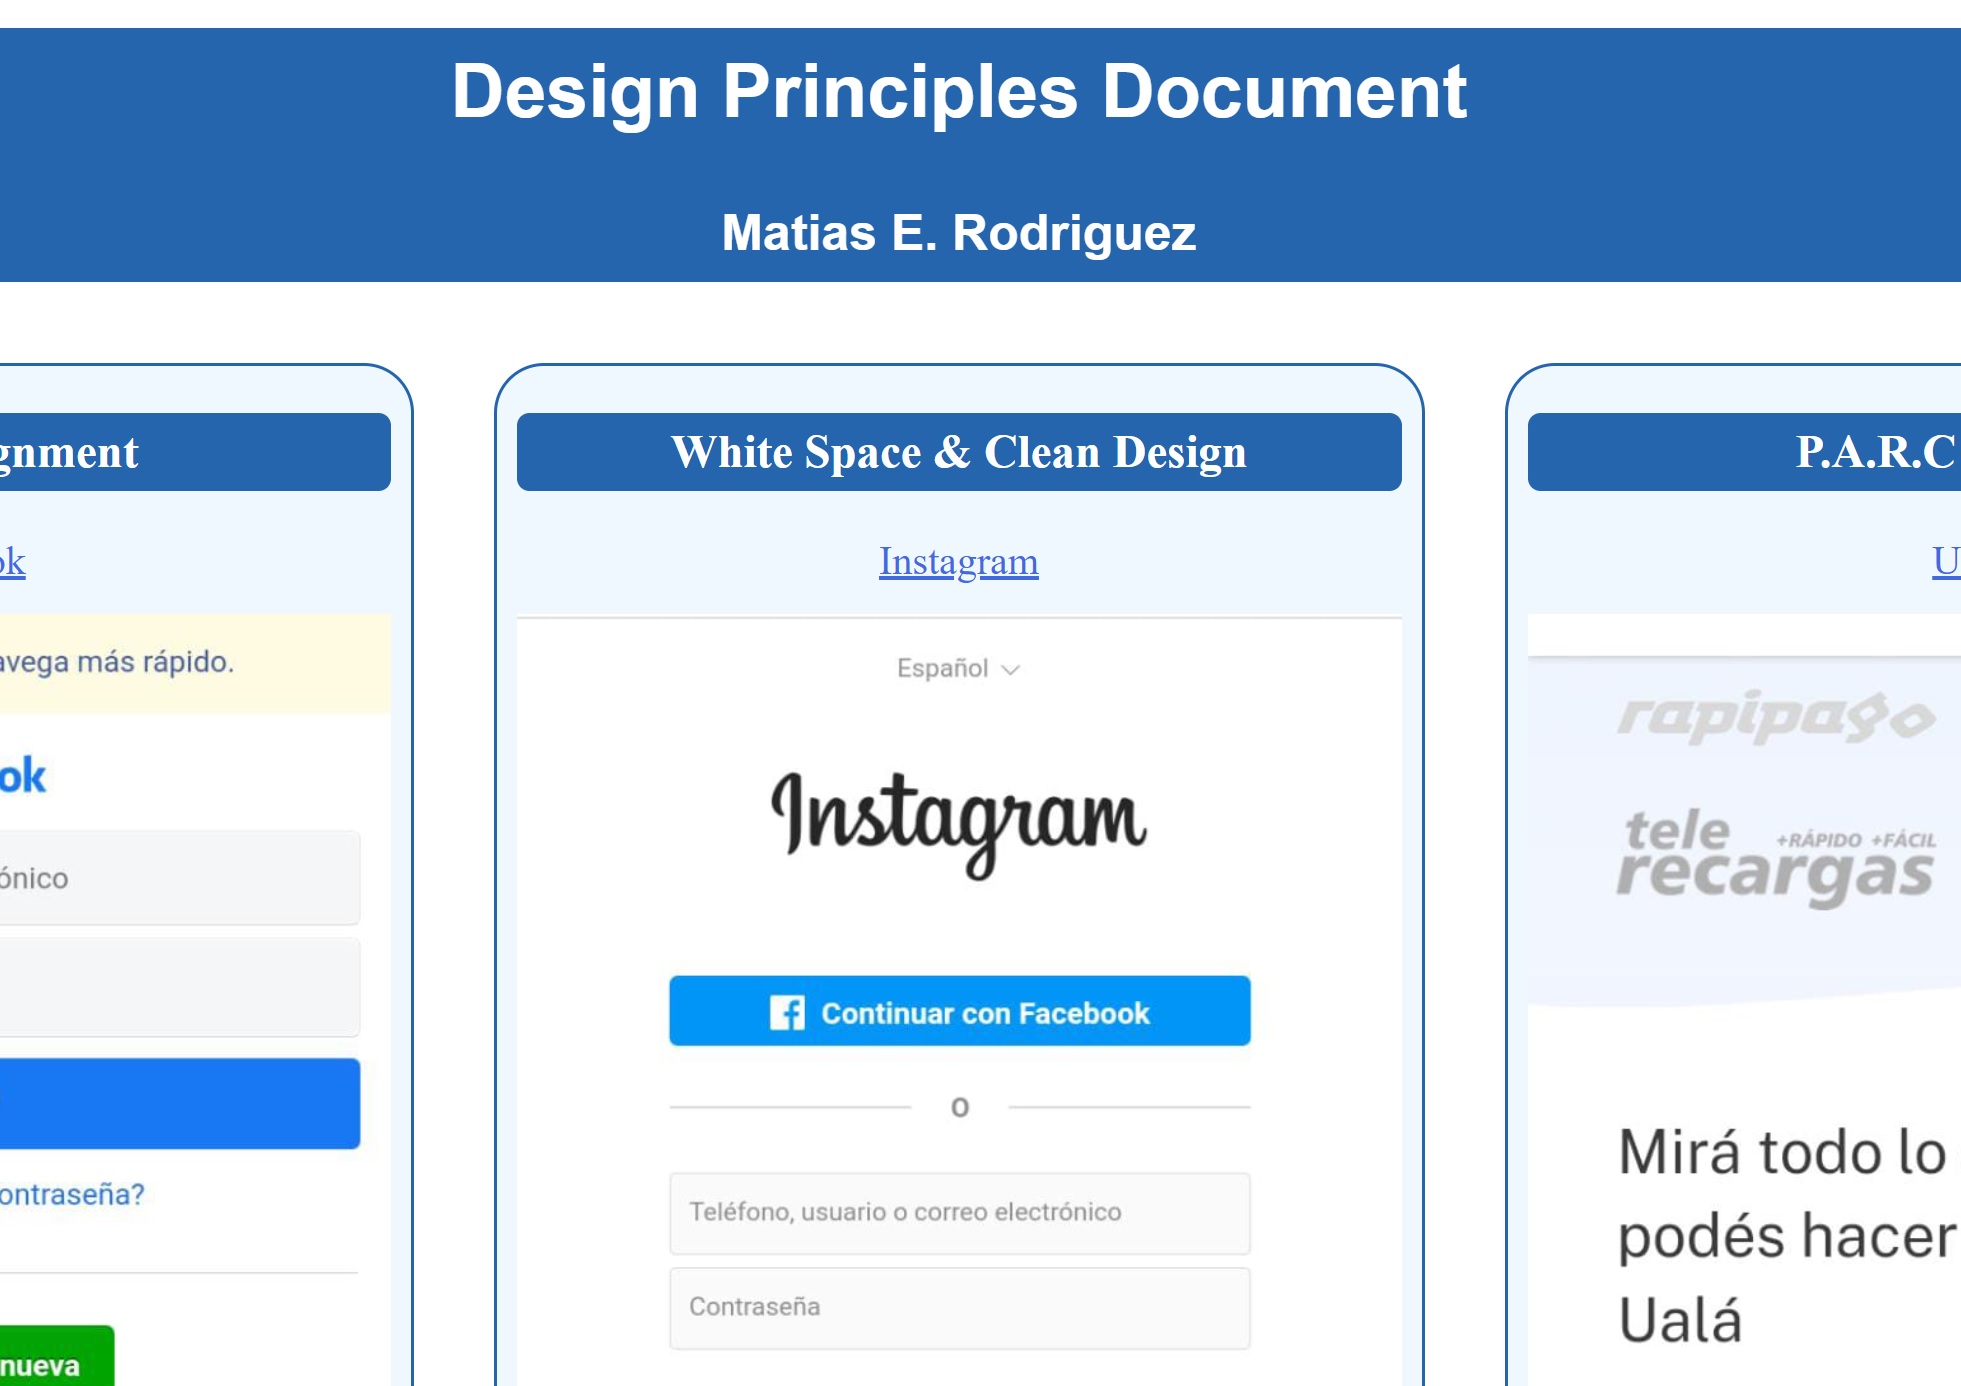 Design Principles Document
Matias E. Rodriguez
gnment
ok
avega más rápido.
ok
ónico
ontraseña?
nueva
White Space & Clean Design
Instagram
Español
Instagram
Continuar con Facebook
O
Teléfono, usuario o correo electrónico
Contraseña
P.A.R.C
U
rapipago
tele +RÁPIDO +FÁCIL
recargas
Mirá todo lo
podés hacer
Ualá